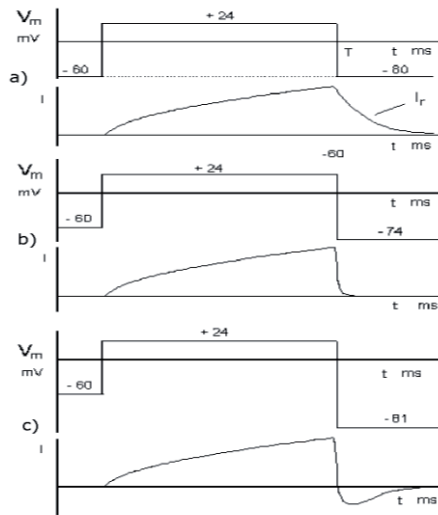 Vm + 24
mV T t ms
- 60 - 80
a)
I Ir
t ms
-60
Vm + 24
mV t ms
- 60 - 74
b)
I
t ms
Vm + 24
mV t ms
- 60
c) - 81
I
t ms